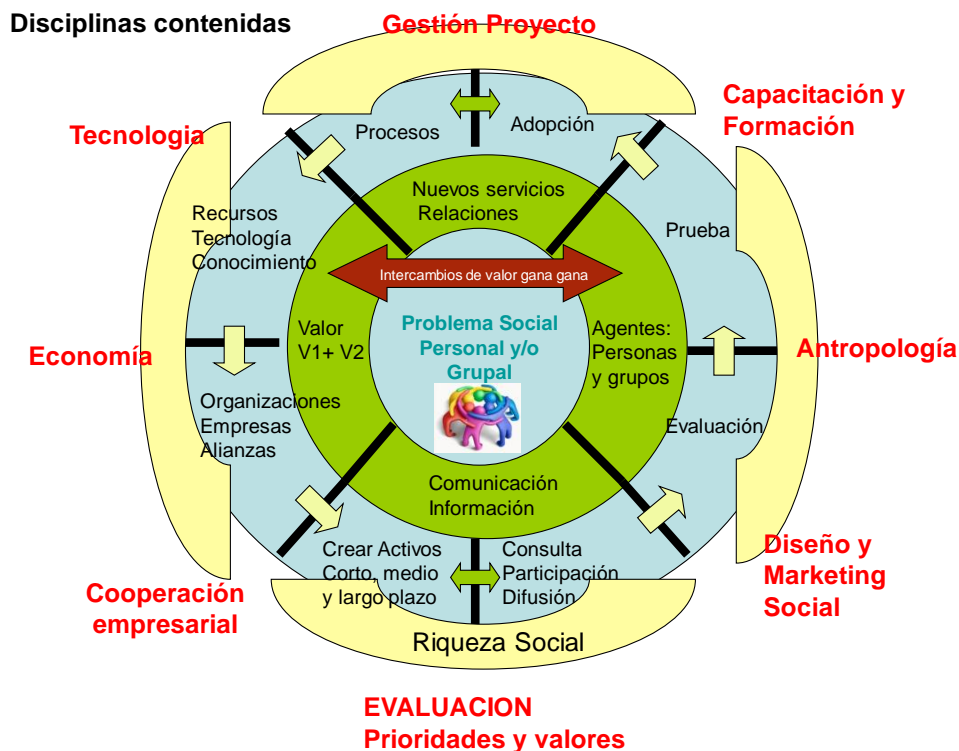 Disciplinas contenidas
Gestión Proyecto
Capacitación y
Formación
Tecnologia
Procesos
Adopción
Nuevos servicios
Relaciones
Recursos
Tecnología
Conocimiento
Prueba
Intercambios de valor gana gana
Problema Social
Personal y/o
Grupal
Valor
V1+ V2
Agentes:
Personas
y grupos
Economía
Antropología
Organizaciones
Empresas
Alianzas
Evaluación
Comunicación
Información
Crear Activos
Corto, medio
y largo plazo
Consulta
Participación
Difusión
Diseño y
Marketing
Social
Cooperación
empresarial
Riqueza Social
EVALUACION
Prioridades y valores